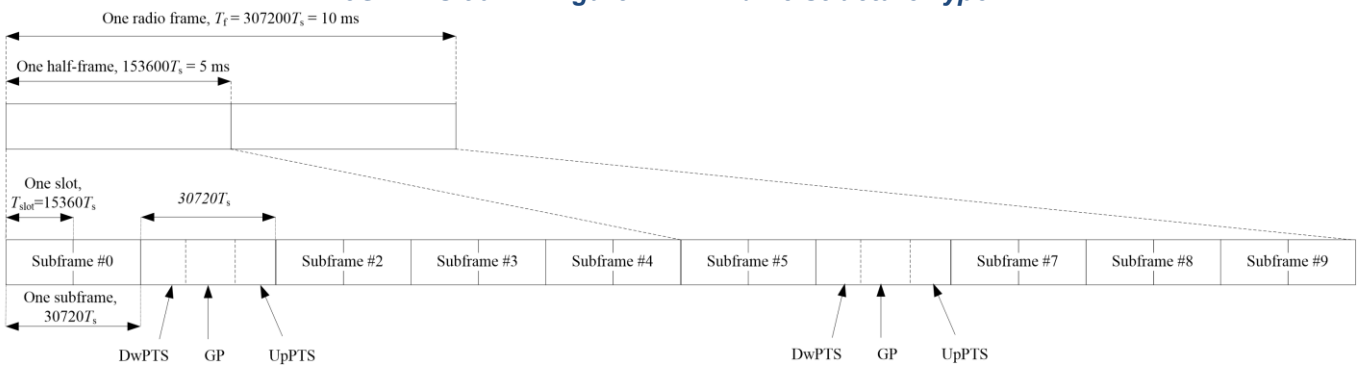 One radio frame, Tf = 307200Ts = 10 ms
One half-frame, 153600Ts = 5 ms
One slot,
Tslot=15360Ts
30720Ts
Subframe #0
Subframe #2
Subframe #3
Subframe #4
Subframe #5
Subframe #7
Subframe #8
Subframe #9
One subframe,
30720Ts
DwPTS
GP
UpPTS
DwPTS
GP
UpPTS